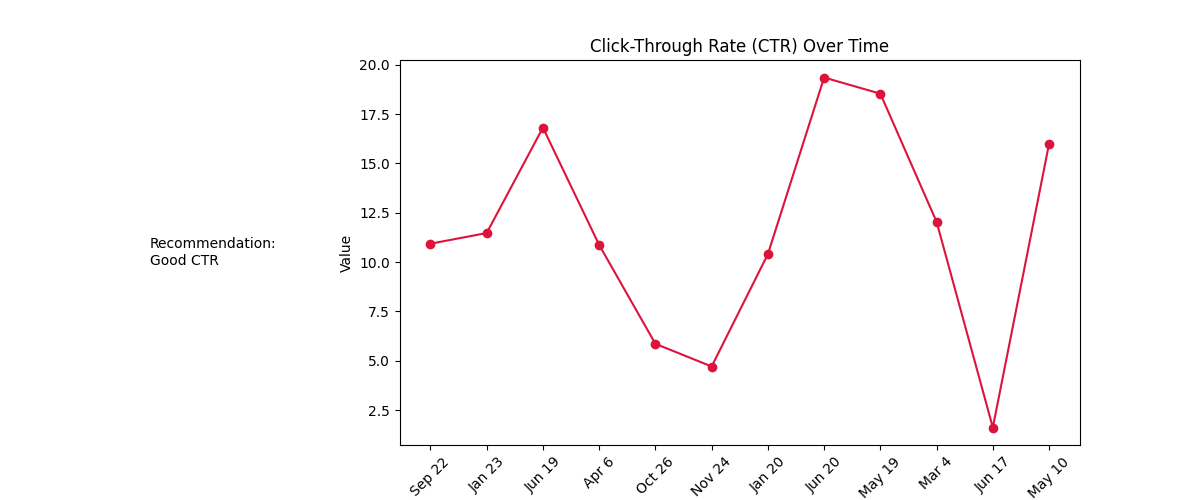 Click-Through Rate (CTR) Over Time
Recommendation:
Good CTR
Value
20.0
17.5
15.0
12.5
10.0
7.5
5.0
2.5
Sep 22
Jan 23
Jun 19
Apr 6
Oct 26
Nov 24
Jan 20
Jun 20
May 19
Mar 4
Jun 17
May 10